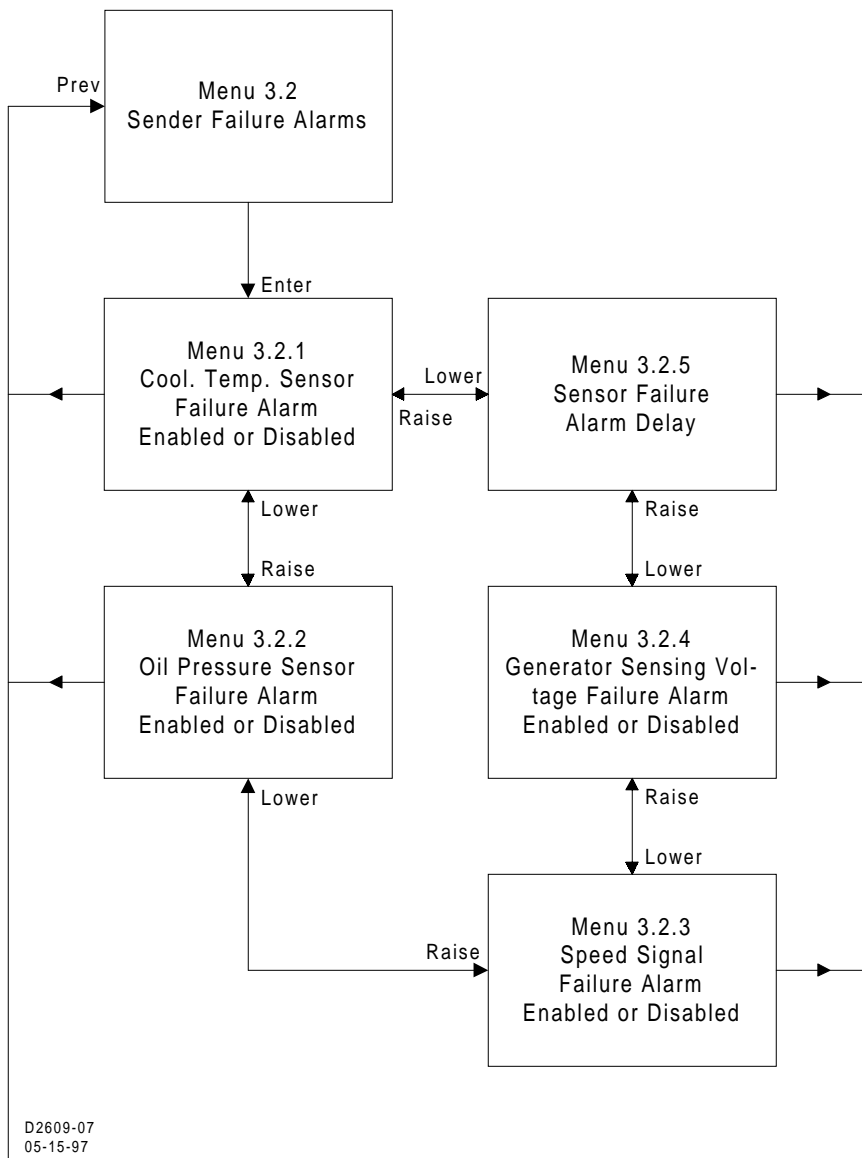 Prev
Menu 3.2
Sender Failure Alarms
Enter
Menu 3.2.1
Cool. Temp. Sensor
Failure Alarm
Enabled or Disabled
Lower
Raise
Menu 3.2.5
Sensor Failure
Alarm Delay
Lower
Raise
Raise
Lower
Menu 3.2.2
Oil Pressure Sensor
Failure Alarm
Enabled or Disabled
Menu 3.2.4
Generator Sensing Vol-
tage Failure Alarm
Enabled or Disabled
Lower
Raise
Lower
Raise
Menu 3.2.3
Speed Signal
Failure Alarm
Enabled or Disabled
D2609-07
05-15-97